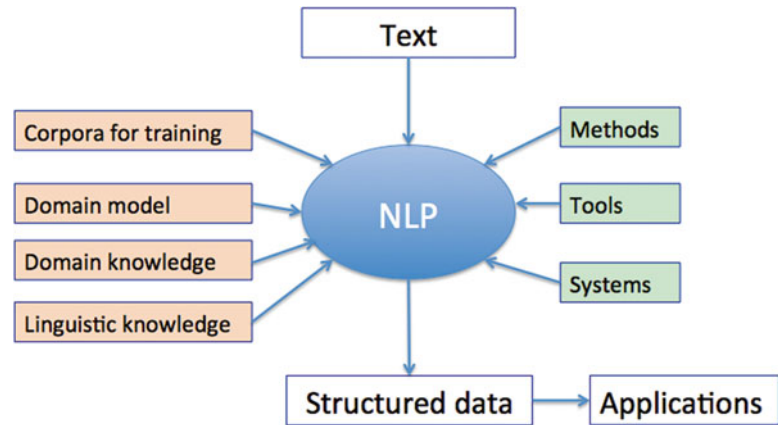 Text
Corpora for training
Methods
Domain model
Tools
NLP
Domain knowledge
Systems
Linguistic knowledge
Structured data
Applications